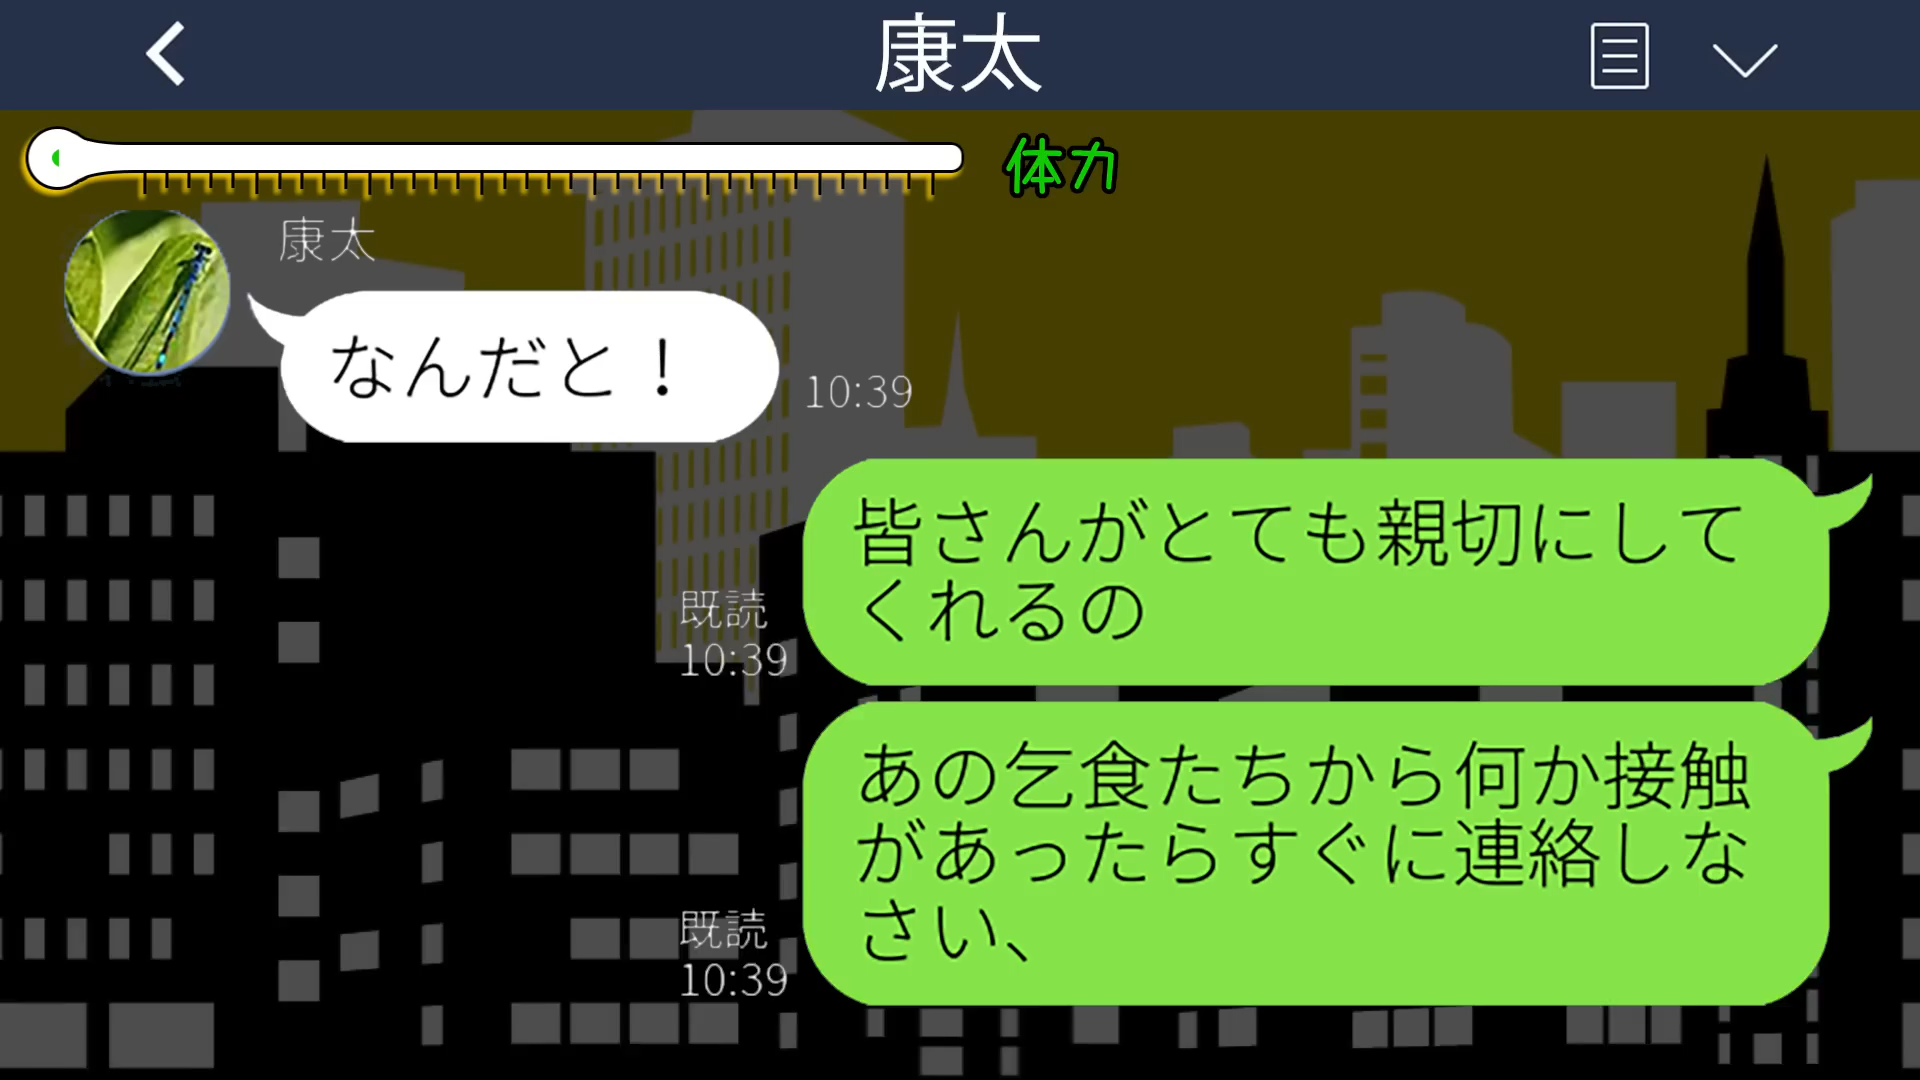 康太
体力
康太
なんだと！
10:39
皆さんがとても親切にして
くれるの
既読
10:39
あの乞食たちから何か接触
があったらすぐに連絡しな
さい、
既読
10:39